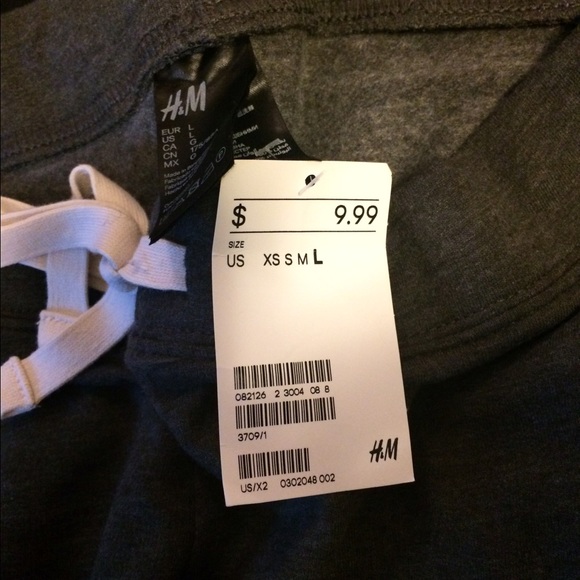 H&M
EUR L
US L
CA G
CN 175
MX G
$ 9.99
SIZE
US XS S M L
082126 2 3004 08 8
3709/1
H&M
US/X2 0302048 002